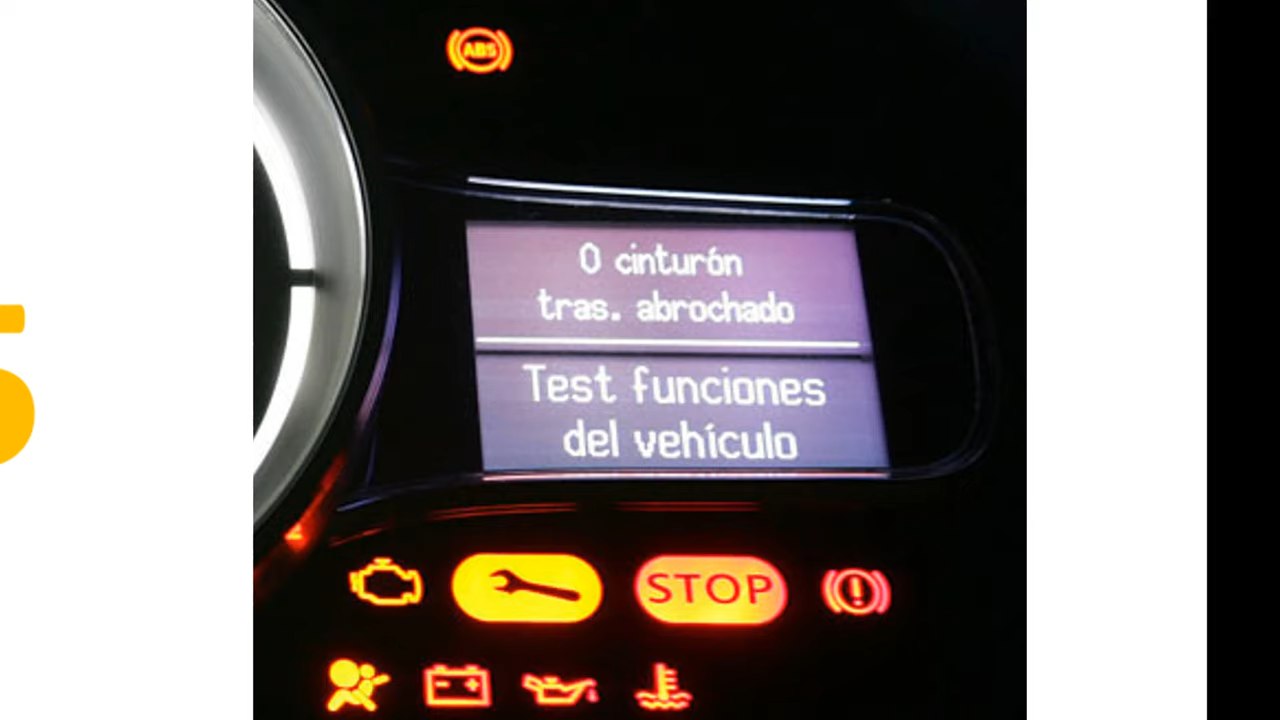 ABS
0 cinturón
tras. abrochado
Test funciones
del vehículo
STOP